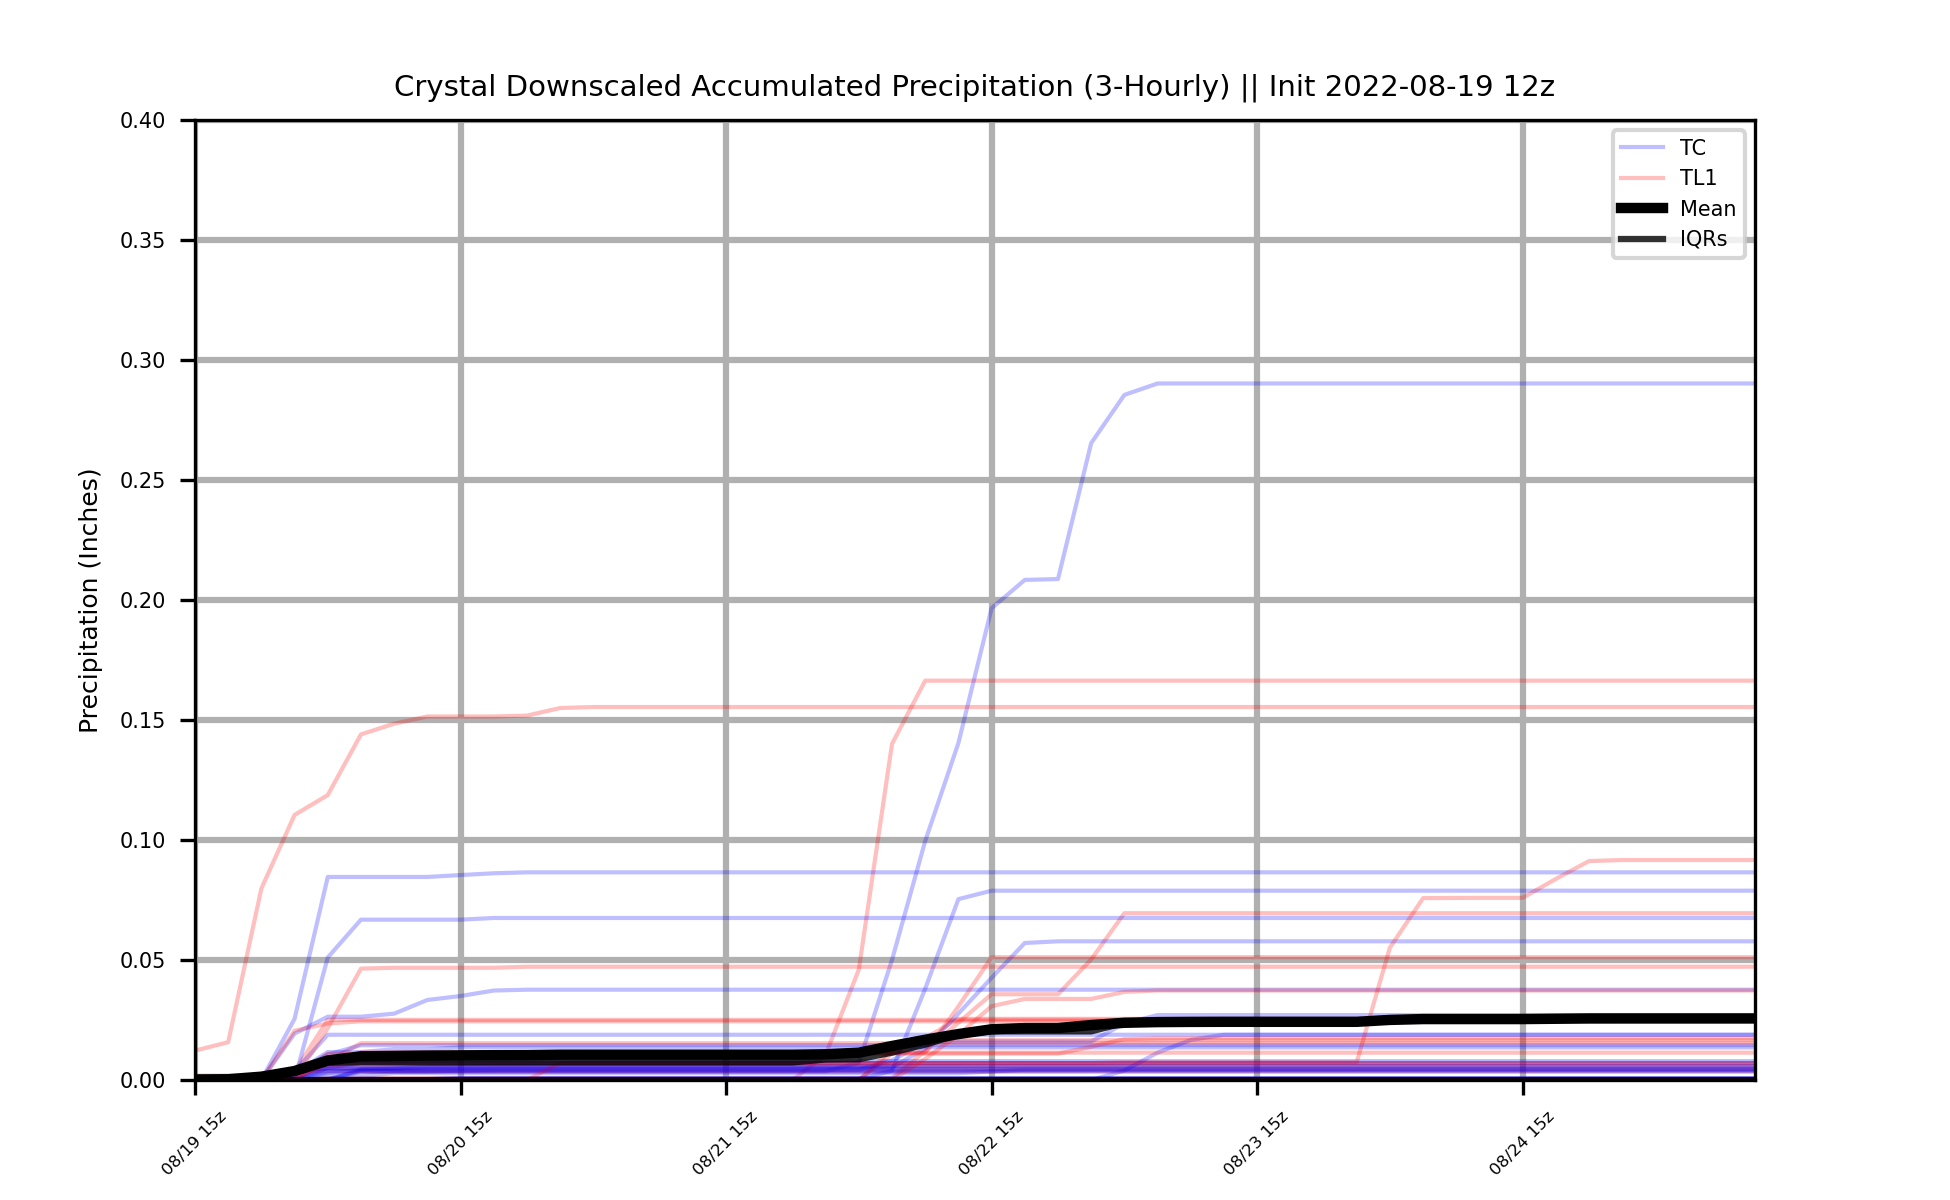 Crystal Downscaled Accumulated Precipitation (3-Hourly) || Init 2022-08-19 12z
0.40
0.35
0.30
0.25
0.20
0.15
0.10
0.05
0.00
Precipitation (Inches)
TC
TL1
Mean
IQRs
08/19 15z
08/20 15z
08/21 15z
08/22 15z
08/23 15z
08/24 15z